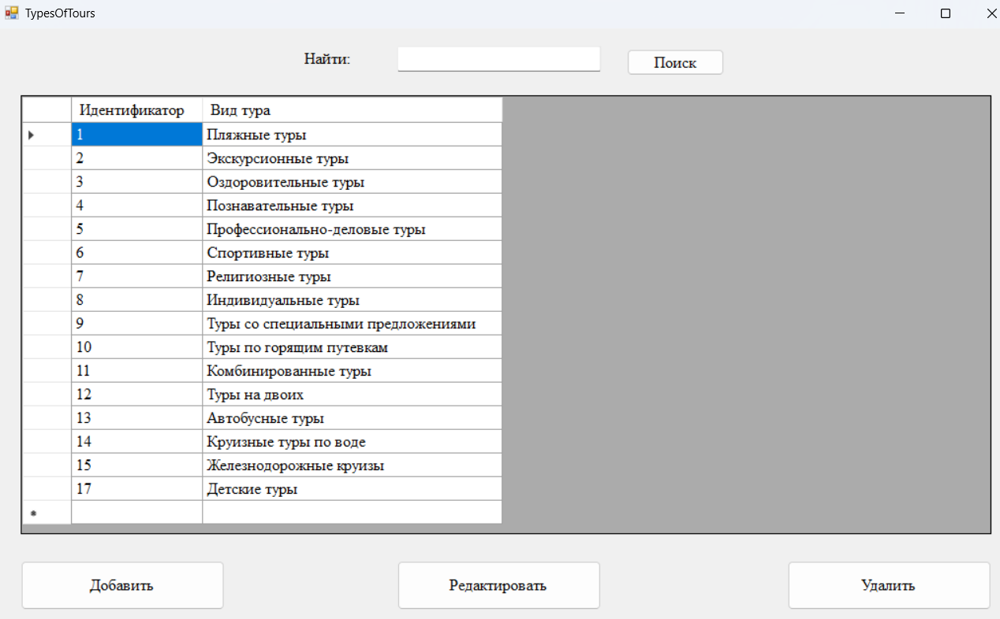 TypesOfTours
Найти:
Поиск
Идентификатор Вид тура
1 Пляжные туры
2 Экскурсионные туры
3 Оздоровительные туры
4 Познавательные туры
5 Профессионально-деловые туры
6 Спортивные туры
7 Религиозные туры
8 Индивидуальные туры
9 Туры со специальными предложениями
10 Туры по горящим путевкам
11 Комбинированные туры
12 Туры на двоих
13 Автобусные туры
14 Круизные туры по воде
15 Железнодорожные круизы
17 Детские туры
Добавить
Редактировать
Удалить